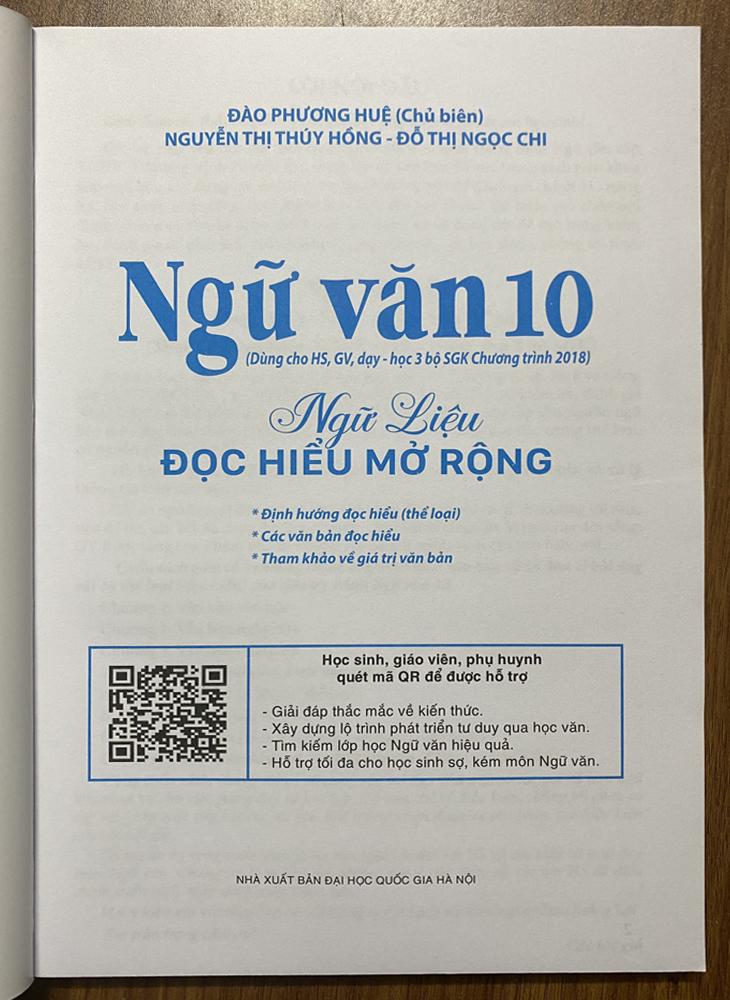 ĐÀO PHƯƠNG HUỆ (Chủ biên)
NGUYỄN THỊ THÚY HỒNG - ĐỖ THỊ NGỌC CHI
Ngữ văn 10
(Dùng cho HS, GV, dạy - học 3 bộ SGK Chương trình 2018)
Ngữ Liệu
ĐỌC HIỂU MỞ RỘNG
* Định hướng đọc hiểu (thể loại)
* Các văn bản đọc hiểu
* Tham khảo về giá trị văn bản
Học sinh, giáo viên, phụ huynh
quét mã QR để được hỗ trợ
- Giải đáp thắc mắc về kiến thức.
- Xây dựng lộ trình phát triển tư duy qua học văn.
- Tìm kiếm lớp học Ngữ văn hiệu quả.
- Hỗ trợ tối đa cho học sinh sợ, kém môn Ngữ văn.
NHÀ XUẤT BẢN ĐẠI HỌC QUỐC GIA HÀ NỘI